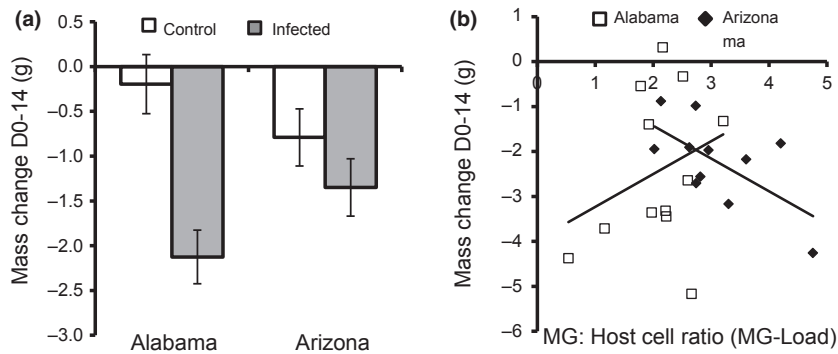 (a)
Control
Infected
Mass change D0-14 (g)
0.5
0.0
−0.5
−1.0
−1.5
−2.0
−2.5
−3.0
Alabama
Arizona
(b)
Alabama
Arizona
ma
Mass change D0-14 (g)
1
0
−1
−2
−3
−4
−5
−6
0 1 2 3 4 5
MG: Host cell ratio (MG-Load)